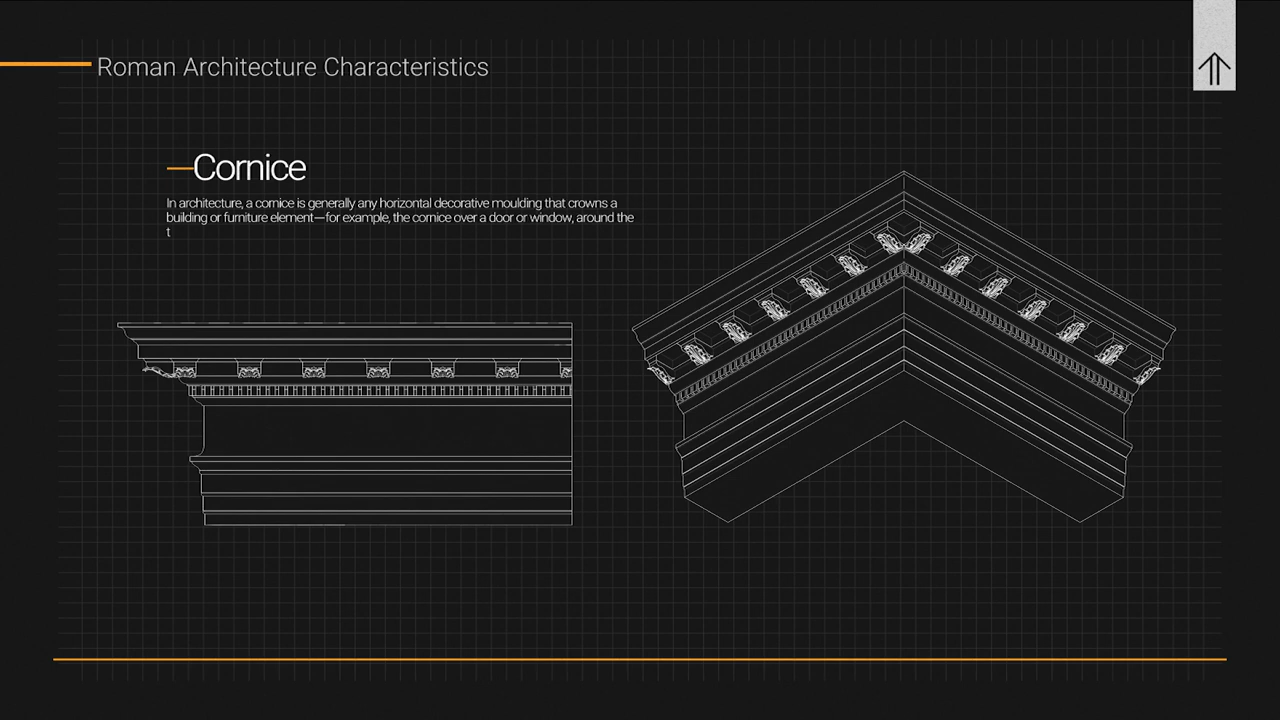 Roman Architecture Characteristics
Cornice
In architecture, a cornice is generally any horizontal decorative moulding that crowns a
building or furniture element—for example, the cornice over a door or window, around the
t